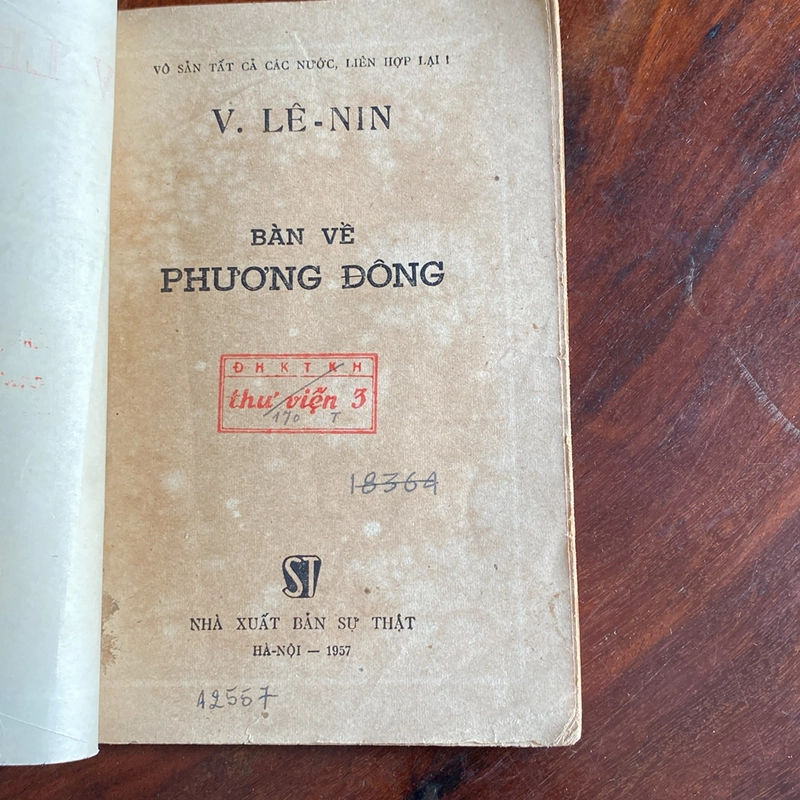 VÔ SẢN TẤT CẢ CÁC NƯỚC, LIÊN HỢP LẠI !
V. LÊ-NIN
BÀN VỀ
PHƯƠNG ĐÔNG
ĐHKTKH
thư viện 3
170 T
18364
ST
NHÀ XUẤT BẢN SỰ THẬT
HÀ-NỘI — 1957
12557